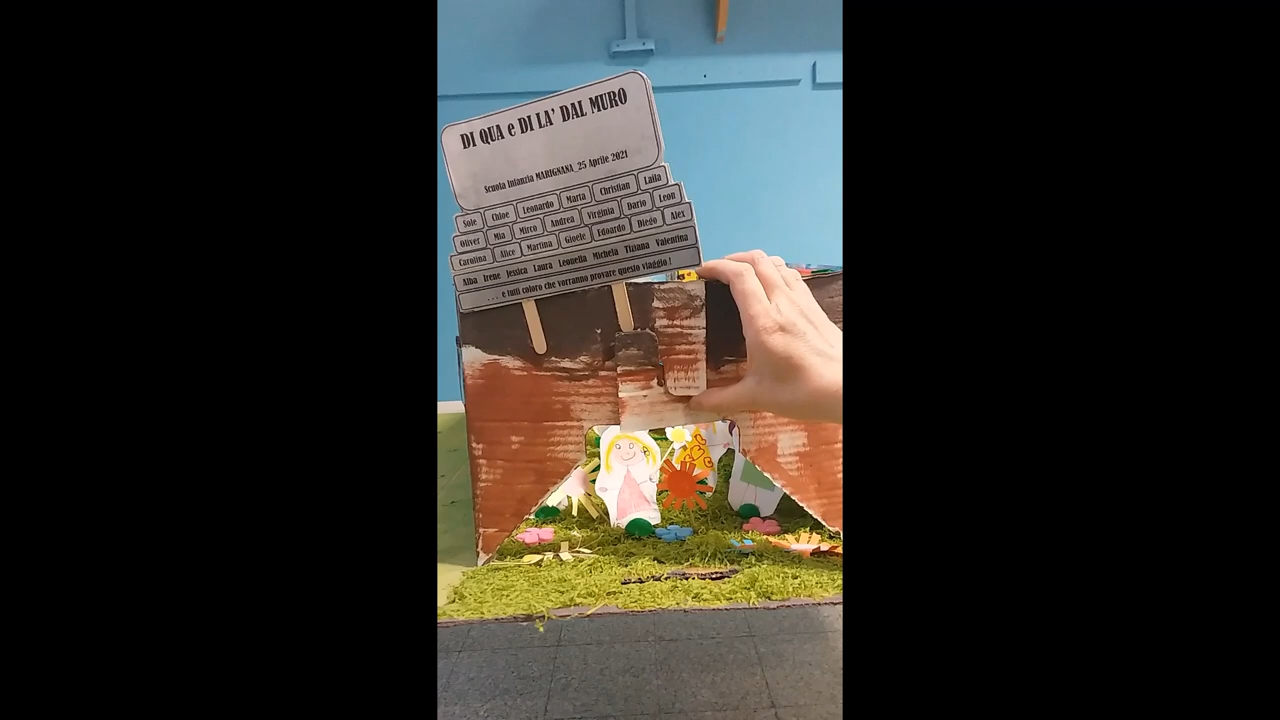 DI QUA e DI LA' DAL MURO
Scuola Infanzia MARIGNANA_25 Aprile 2021
Sole Chloe Leonardo Marta Christian Laila
Oliver Mia Mirco Andrea Virginia Dario Leon
Carolina Alice Martina Gioele Edoardo Diego Alex
Alba Irene Jessica Laura Leonella Michela Tiziana Valentina
... e tutti coloro che vorranno provare questo viaggio !